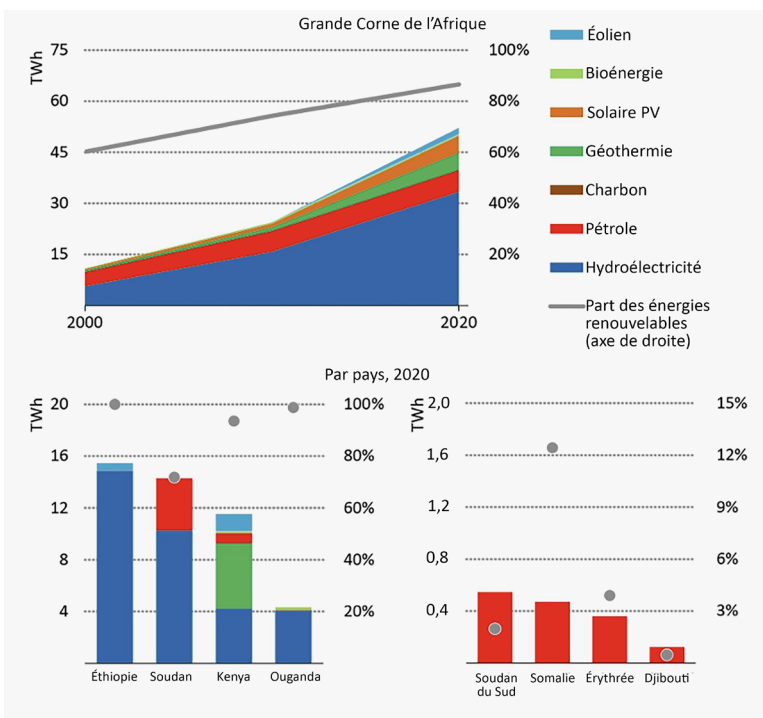 Grande Corne de l'Afrique
TWh
75
60
45
30
15
100%
80%
60%
40%
20%
2000
2020
Éolien
Bioénergie
Solaire PV
Géothermie
Charbon
Pétrole
Hydroélectricité
Part des énergies
renouvelables
(axe de droite)
Par pays, 2020
TWh
20
16
12
8
4
100%
80%
60%
40%
20%
Éthiopie
Soudan
Kenya
Ouganda
TWh
2,0
1,6
1,2
0,8
0,4
15%
12%
9%
6%
3%
Soudan
du Sud
Somalie
Érythrée
Djibouti